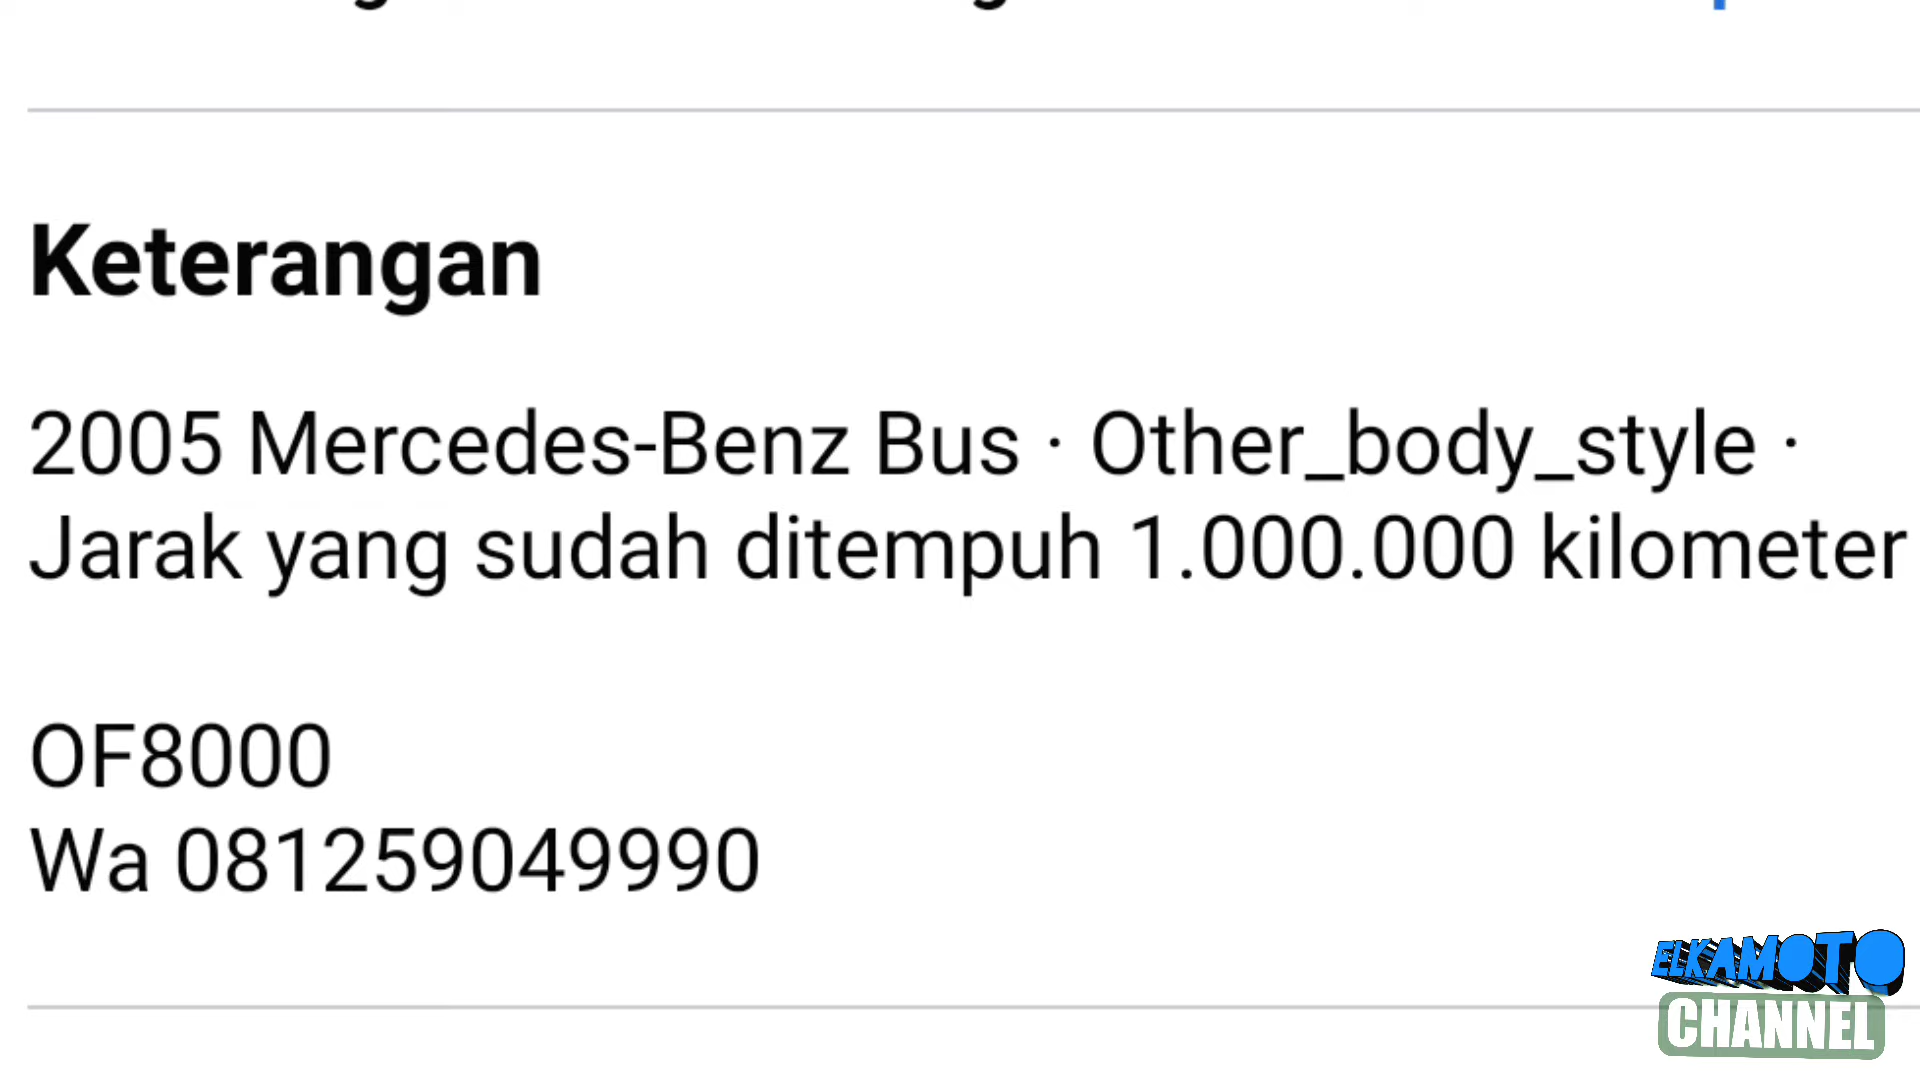 Keterangan
2005 Mercedes-Benz Bus · Other_body_style ·
Jarak yang sudah ditempuh 1.000.000 kilometer
OF8000
Wa 081259049990
ELKAMOTO
CHANNEL